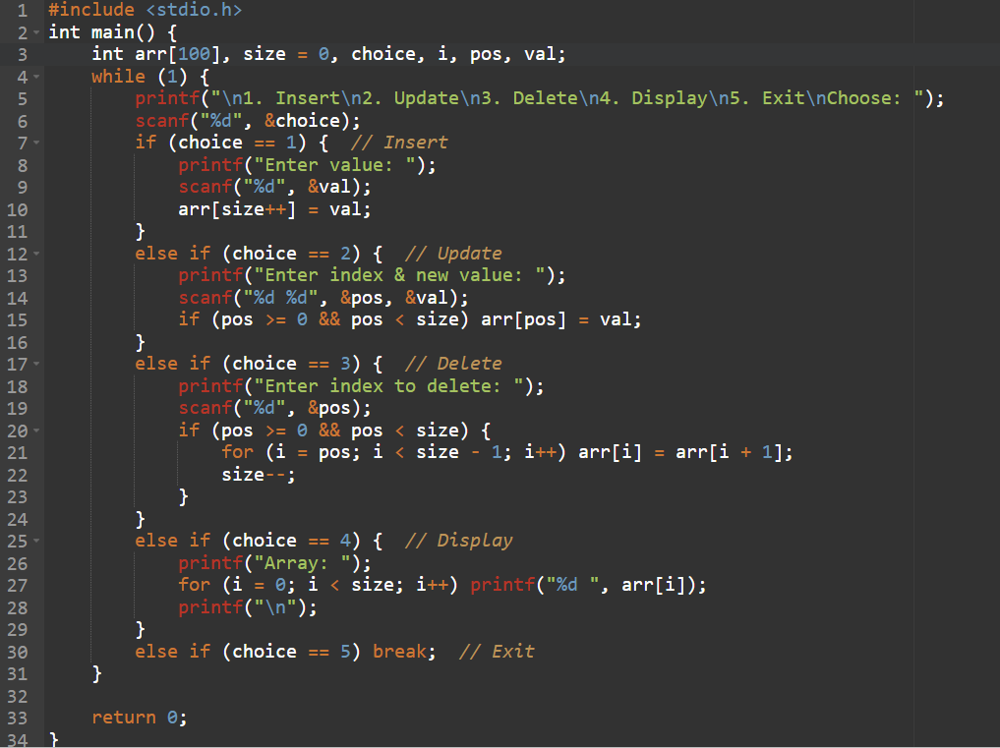 1 #include <stdio.h>
2 int main() {
3     int arr[100], size = 0, choice, i, pos, val;
4     while (1) {
5         printf("\n1. Insert\n2. Update\n3. Delete\n4. Display\n5. Exit\nChoose: ");
6         scanf("%d", &choice);
7         if (choice == 1) {  // Insert
8             printf("Enter value: ");
9             scanf("%d", &val);
10             arr[size++] = val;
11         }
12         else if (choice == 2) {  // Update
13             printf("Enter index & new value: ");
14             scanf("%d %d", &pos, &val);
15             if (pos >= 0 && pos < size) arr[pos] = val;
16         }
17         else if (choice == 3) {  // Delete
18             printf("Enter index to delete: ");
19             scanf("%d", &pos);
20             if (pos >= 0 && pos < size) {
21                 for (i = pos; i < size - 1; i++) arr[i] = arr[i + 1];
22                 size--;
23             }
24         }
25         else if (choice == 4) {  // Display
26             printf("Array: ");
27             for (i = 0; i < size; i++) printf("%d ", arr[i]);
28             printf("\n");
29         }
30         else if (choice == 5) break;  // Exit
31     }
32
33     return 0;
34 }